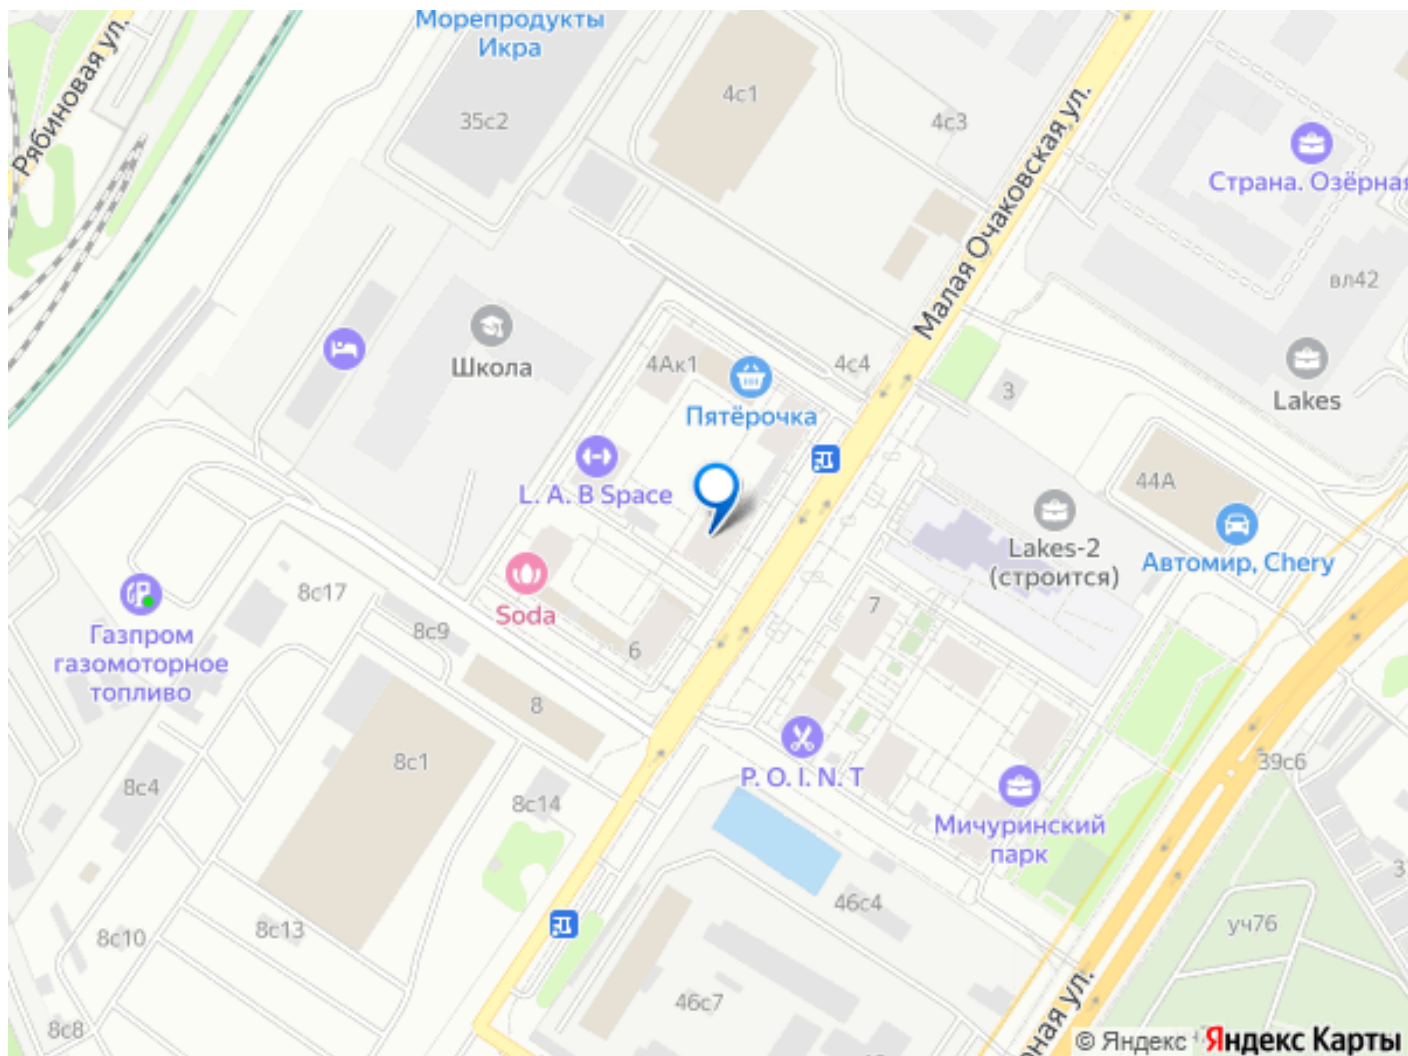 Морепродукты
Икра
Рябиновая ул.
35с2
4с1
4с3
Малая Очаковская ул.
Страна. Озёрная
вл42
Школа
4Ак1
Пятёрочка
4с4
3
Lakes
L. A. B Space
44А
Lakes-2
(строится)
Автомир, Chery
8с17
Soda
7
Газпром
газомоторное
топливо
8с9
6
8
8с1
8с4
8с14
P. O. I. N. T
39с6
Мичуринский
парк
46с4
уч76
8с10
8с13
46с7
8с8
рная ул.
© Яндекс
Яндекс Карты